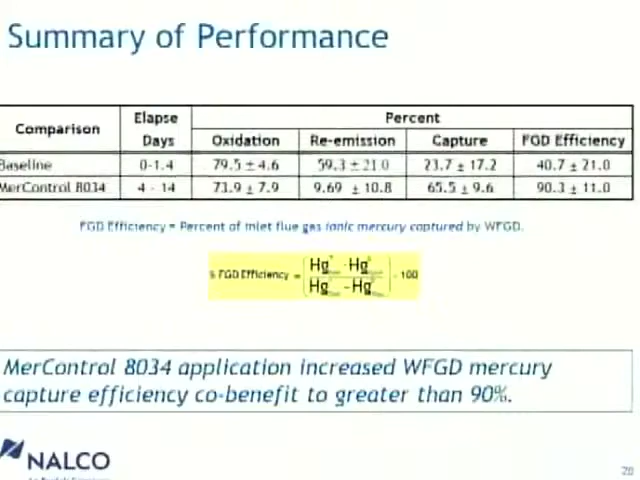 Summary of Performance
Comparison Elapse Days Percent
Oxidation Re-emission Capture FGD Efficiency
Baseline 0-1.4 79.5 ± 4.6 59.3 ± 21.0 23.7 ± 17.2 40.7 ± 21.0
MerControl 8034 4 - 14 73.9 ± 7.9 9.69 ± 10.8 65.5 ± 9.6 90.3 ± 11.0
FGD Efficiency = Percent of inlet flue gas ionic mercury captured by WFGD.
% FGD Efficiency = Hg - Hg
Hg - Hg
100
MerControl 8034 application increased WFGD mercury
capture efficiency co-benefit to greater than 90%.
NALCO
20